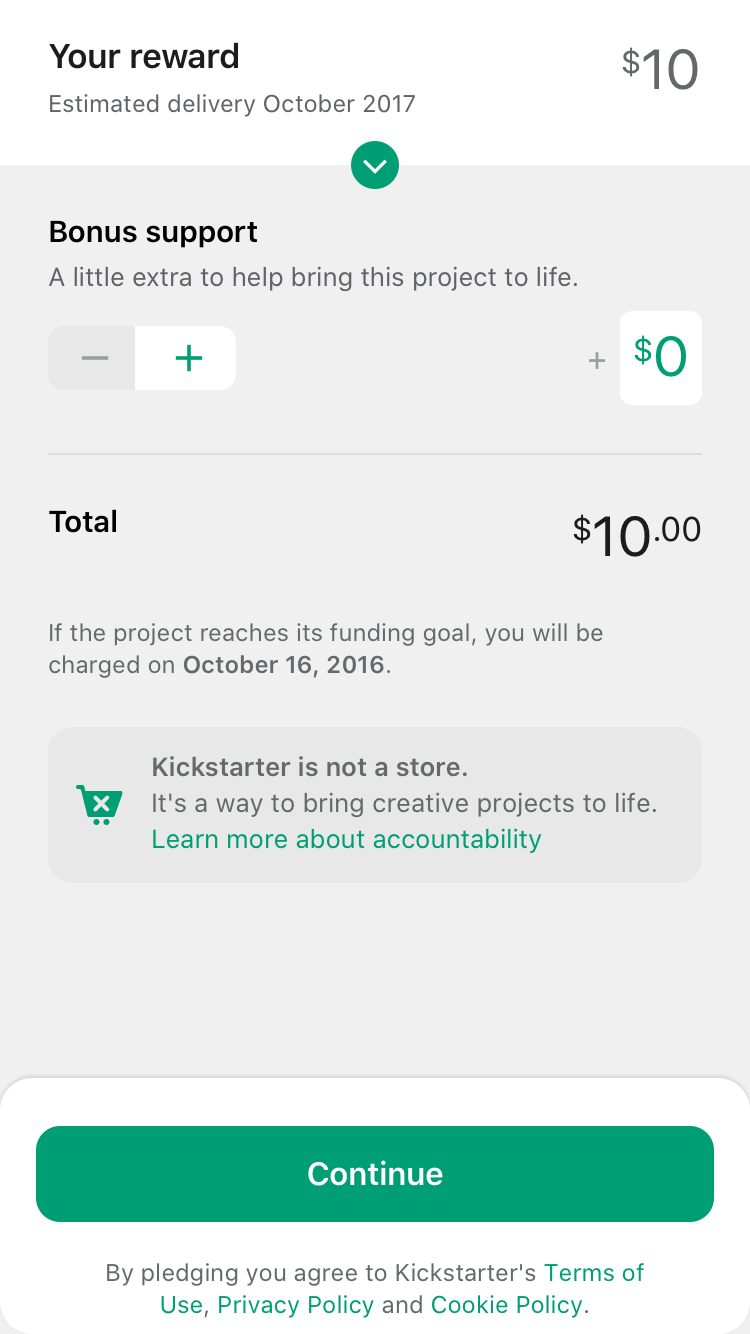 Your reward
$10
Estimated delivery October 2017
Bonus support
A little extra to help bring this project to life.
− +
+ $0
Total
$10.00
If the project reaches its funding goal, you will be
charged on October 16, 2016.
Kickstarter is not a store.
It's a way to bring creative projects to life.
Learn more about accountability
Continue
By pledging you agree to Kickstarter's Terms of
Use, Privacy Policy and Cookie Policy.